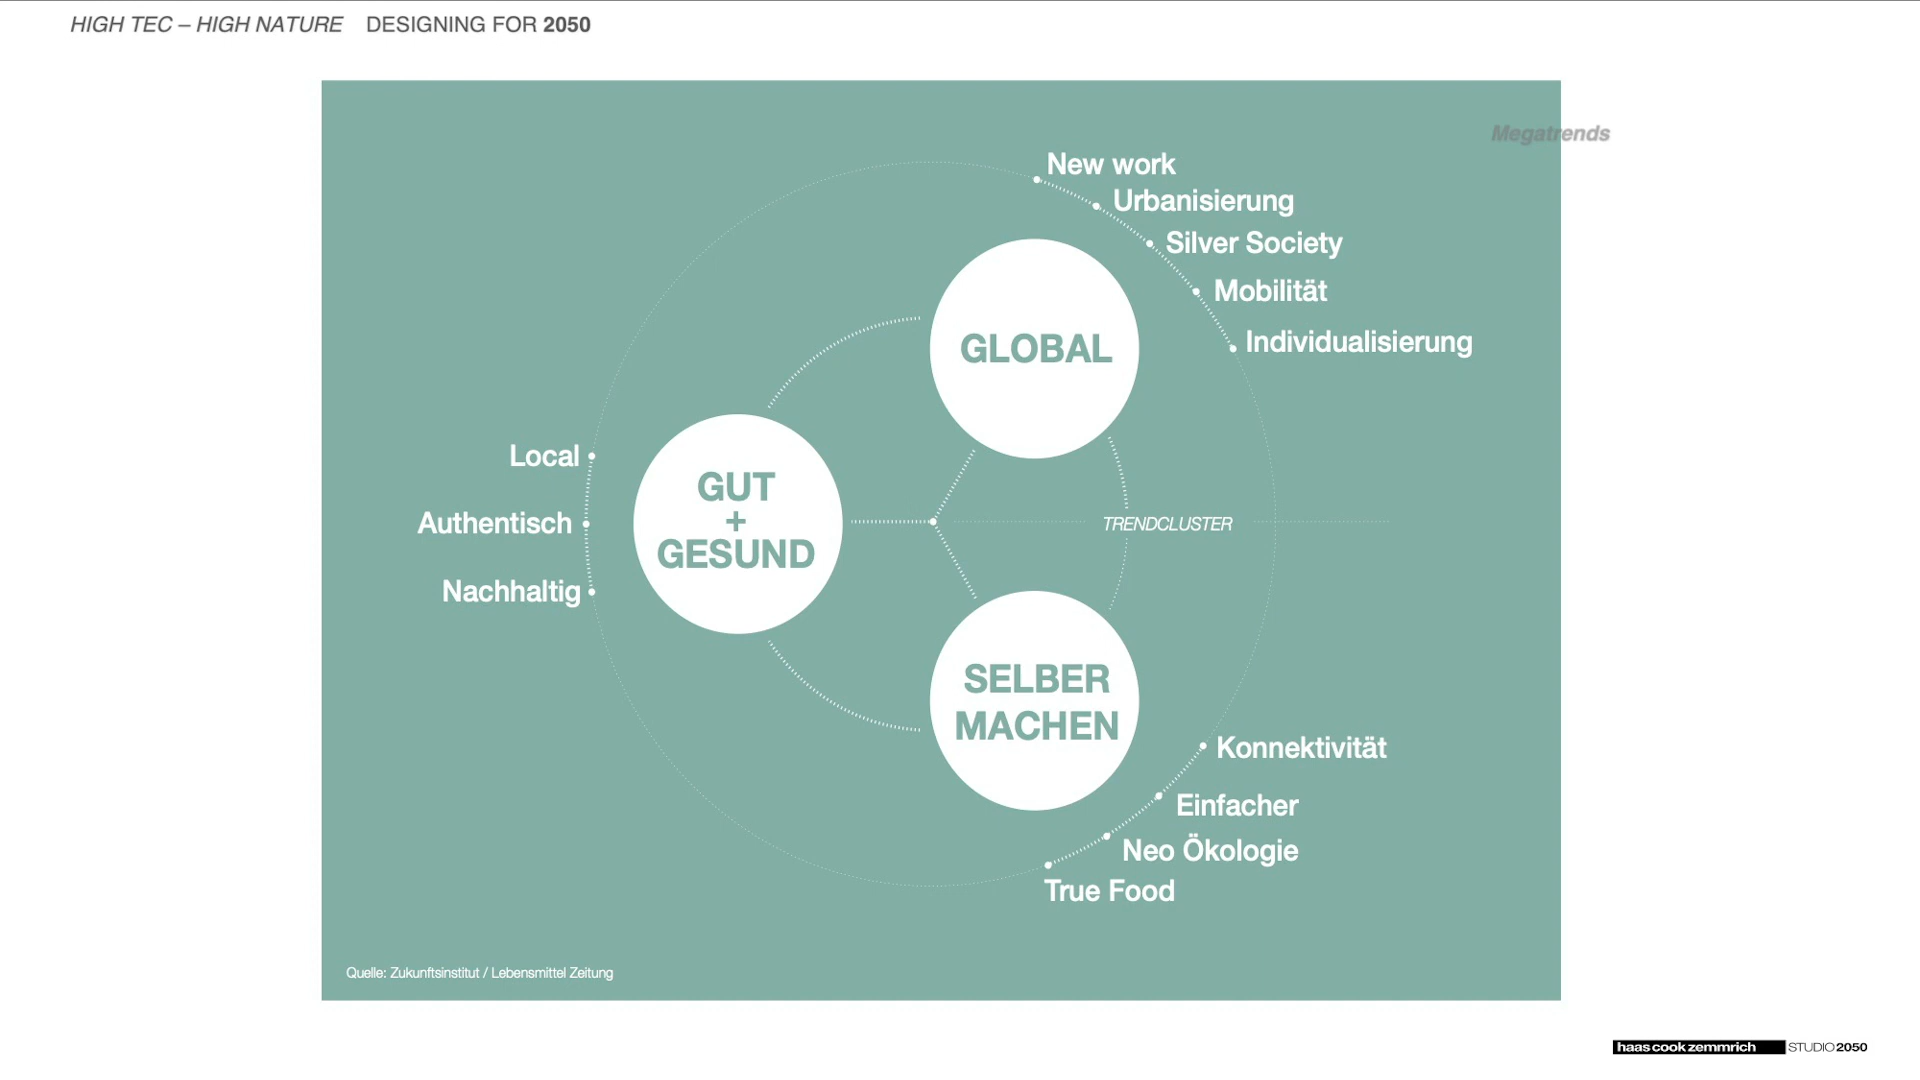 HIGH TEC – HIGH NATURE DESIGNING FOR 2050
Megatrends
New work
Urbanisierung
Silver Society
Mobilität
Individualisierung
GLOBAL
Local
Authentisch
Nachhaltig
GUT
+
GESUND
TRENDCLUSTER
SELBER
MACHEN
Konnektivität
Einfacher
Neo Ökologie
True Food
Quelle: Zukunftsinstitut / Lebensmittel Zeitung
haas cook zemmrich STUDIO 2050